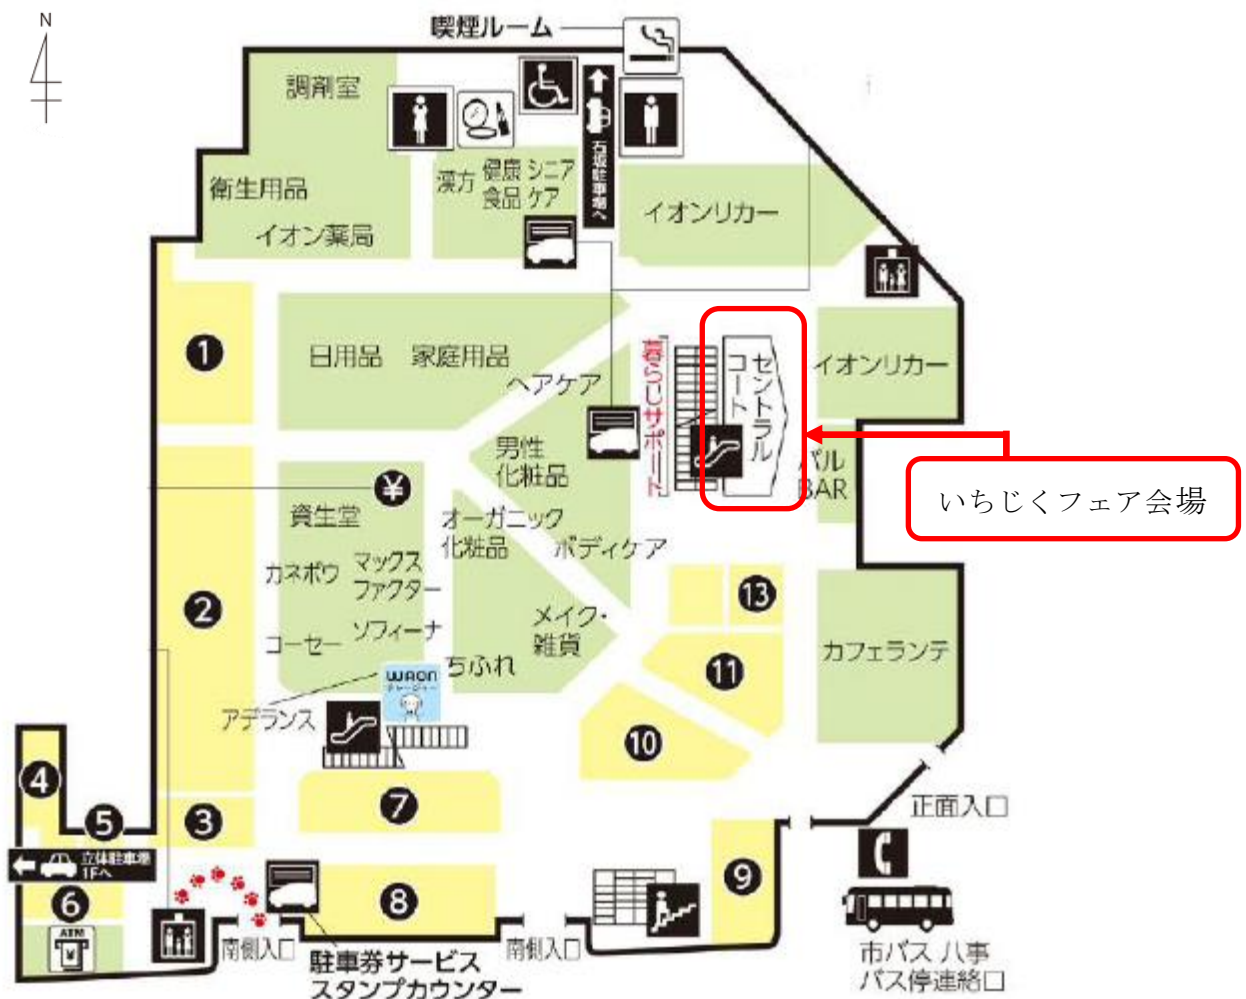 N
喫煙ルーム
調剤室
衛生用品
イオン薬局
漢方
健康
食品
シニア
ケア
石坂駐車場へ
イオンリカー
1
日用品
家庭用品
ヘアケア
暮らしサポート
セントラル
コート
イオンリカー
男性
化粧品
バル
BAR
いちじくフェア会場
¥
資生堂
オーガニック
化粧品
ボディケア
カネボウ
マックス
ファクター
2
13
メイク・
雑貨
コーセー
ソフィーナ
ちふれ
11
カフェランテ
WAON
チャージャー
アデランス
10
4
7
正面入口
5
3
立体駐車場
1Fへ
6
8
9
ATM
¥
南側入口
駐車券サービス
スタンプカウンター
南側入口
市バス 八事
バス停連絡口